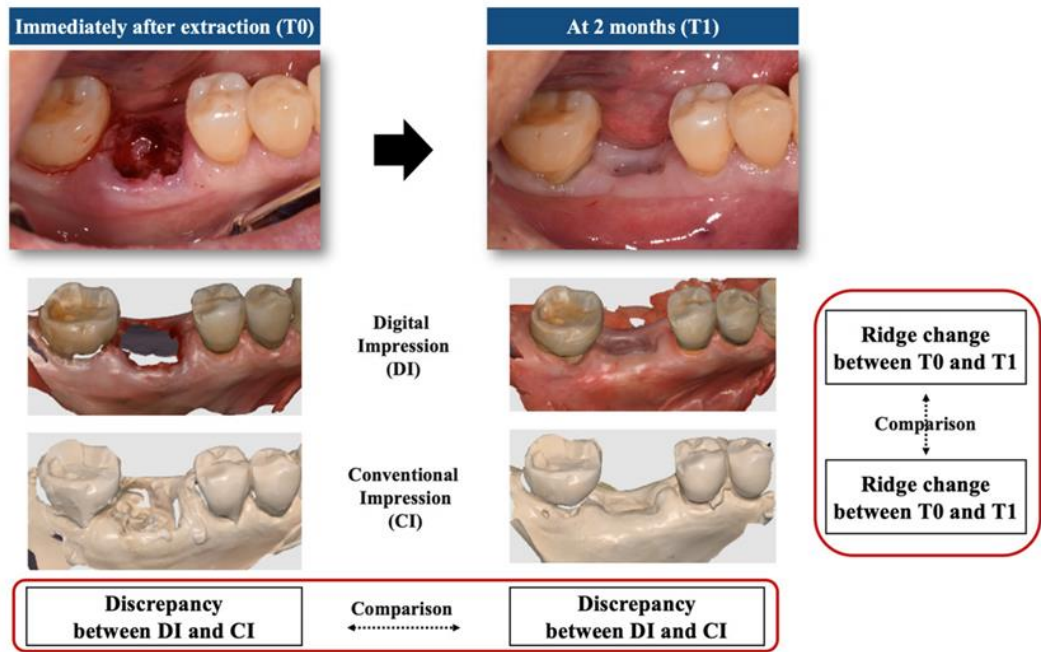 Immediately after extraction (T0)
At 2 months (T1)
Digital
Impression
(DI)
Conventional
Impression
(CI)
Ridge change
between T0 and T1
Comparison
Ridge change
between T0 and T1
Discrepancy
between DI and CI
Comparison
Discrepancy
between DI and CI